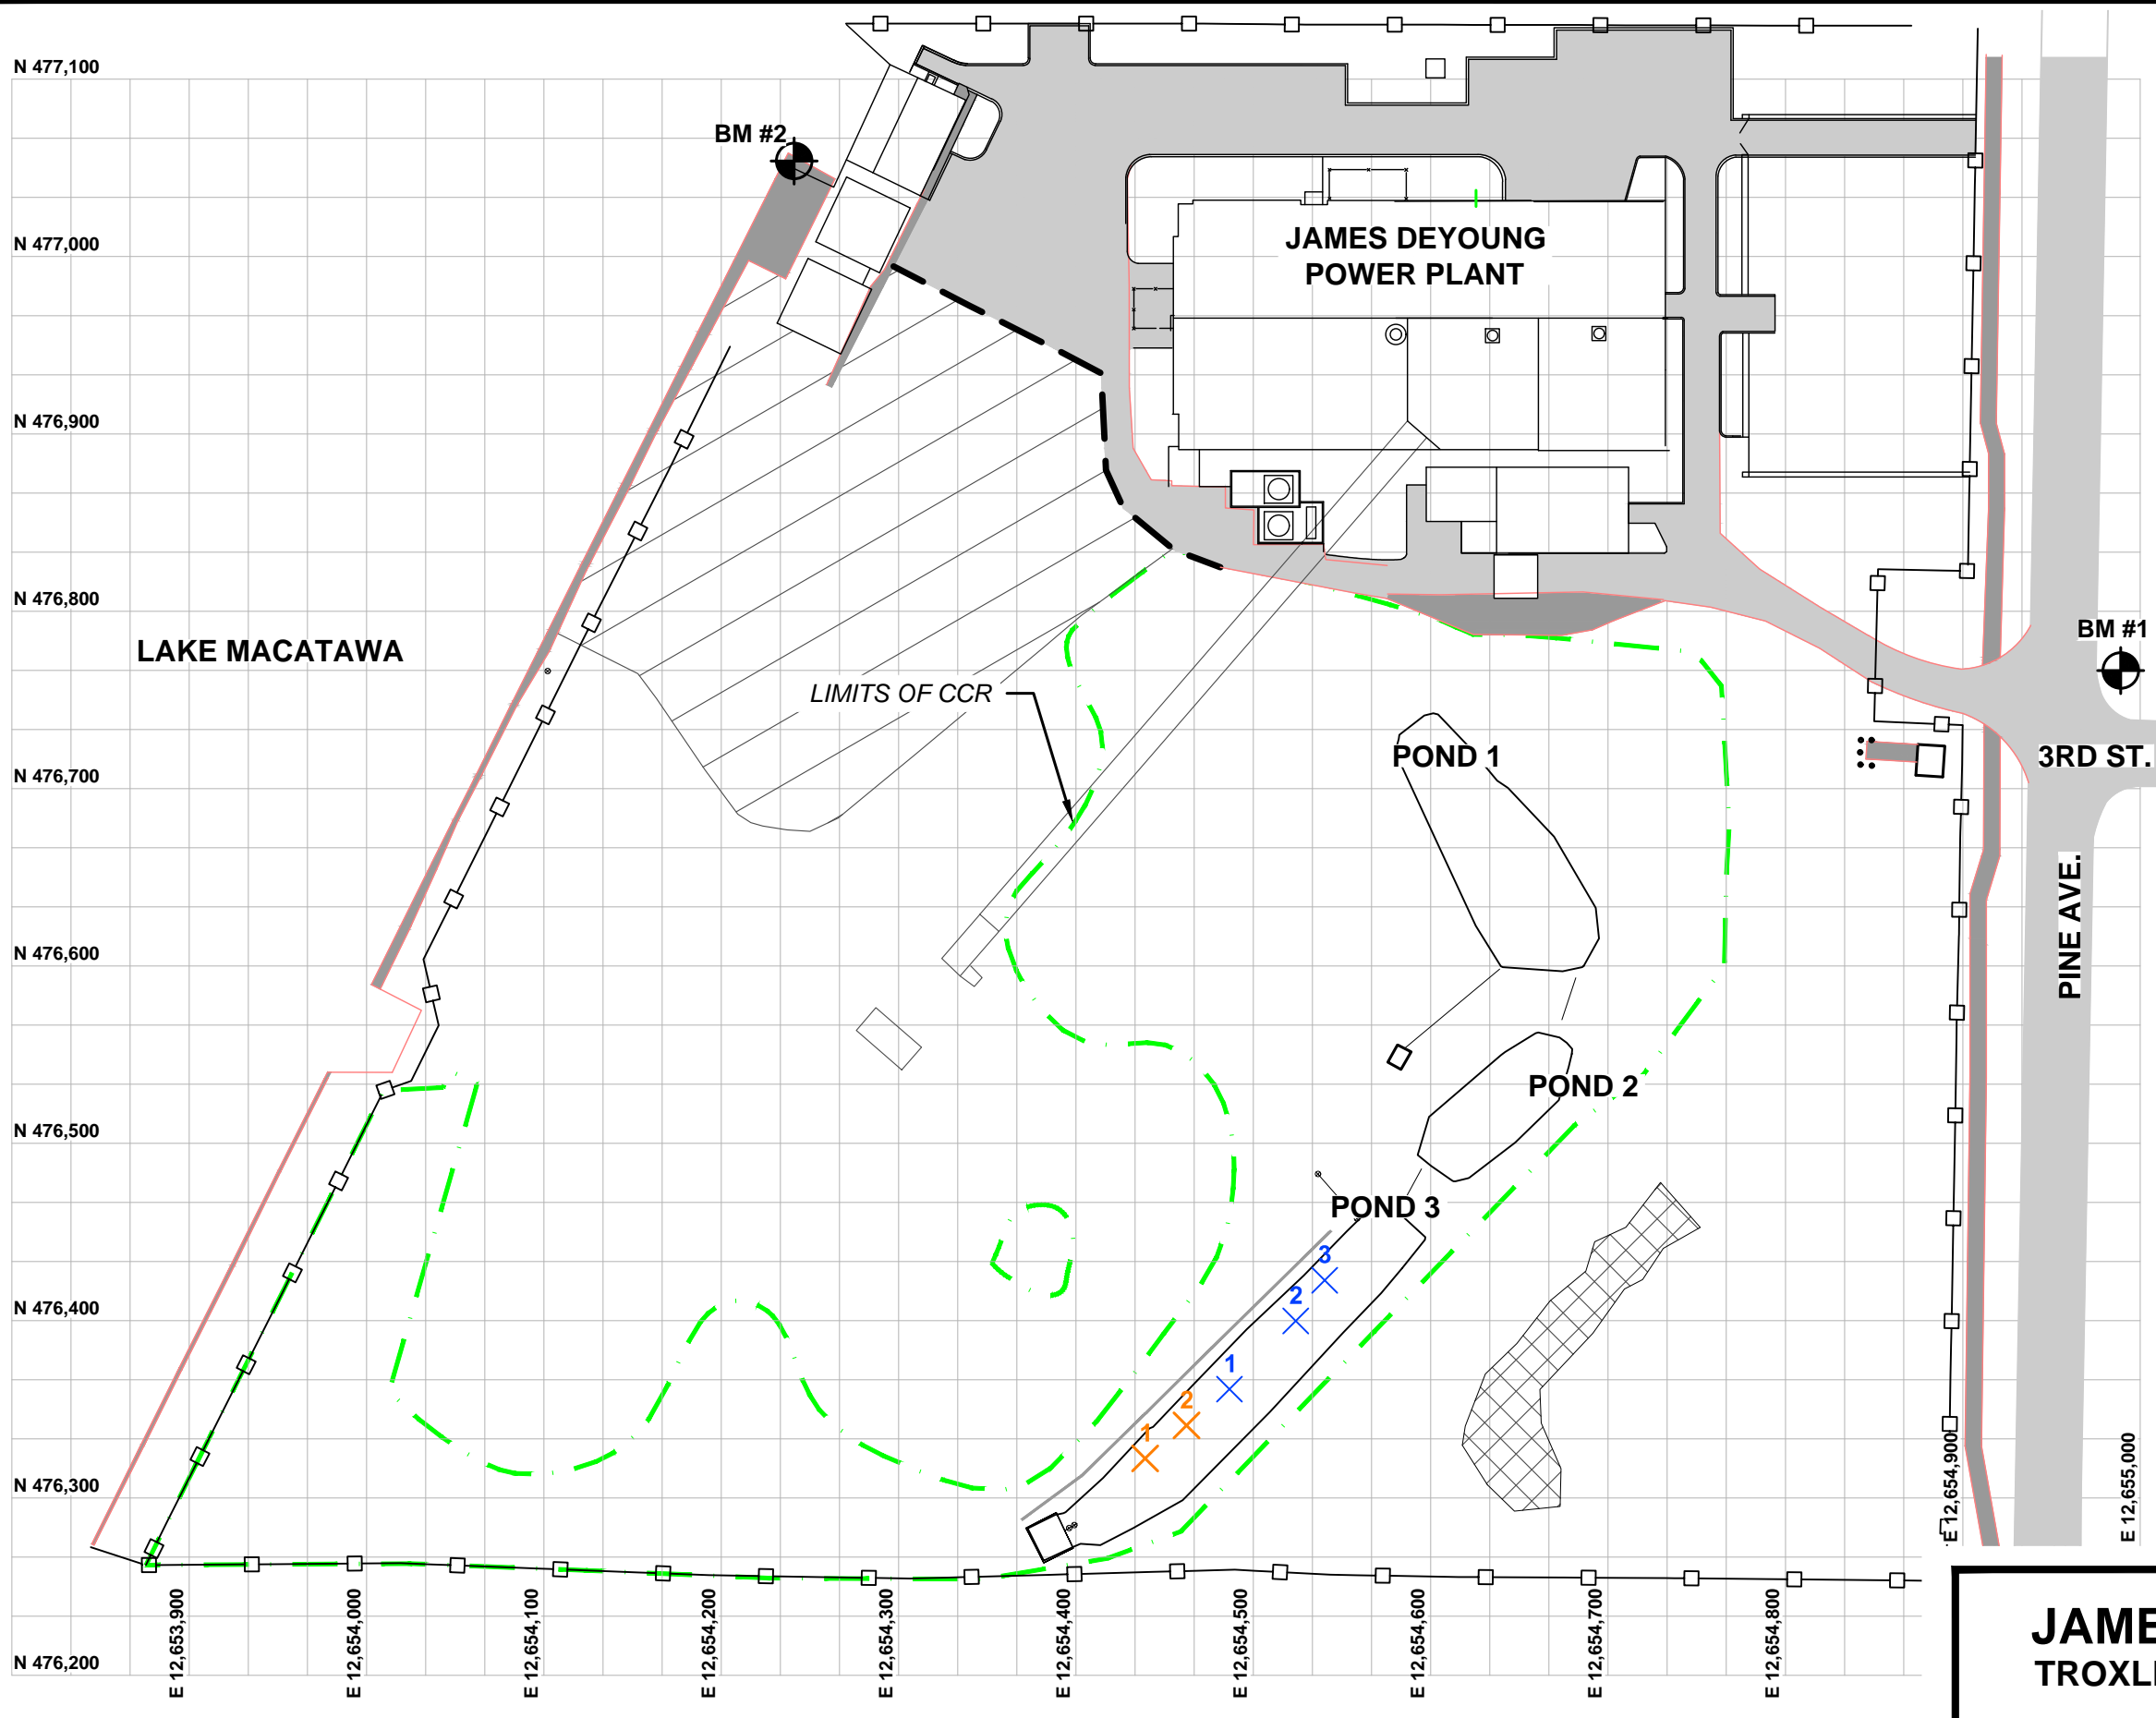 N 477,100
BM #2
N 477,000
JAMES DEYOUNG
POWER PLANT
N 476,900
N 476,800
LAKE MACATAWA
BM #1
LIMITS OF CCR
POND 1
3RD ST.
N 476,700
PINE AVE.
N 476,600
POND 2
N 476,500
POND 3
3
2
N 476,400
1
2
1
N 476,300
E 12,654,900
E 12,655,000
N 476,200
E 12,653,900
E 12,654,000
E 12,654,100
E 12,654,200
E 12,654,300
E 12,654,400
E 12,654,500
E 12,654,600
E 12,654,700
E 12,654,800
JAME
TROXL